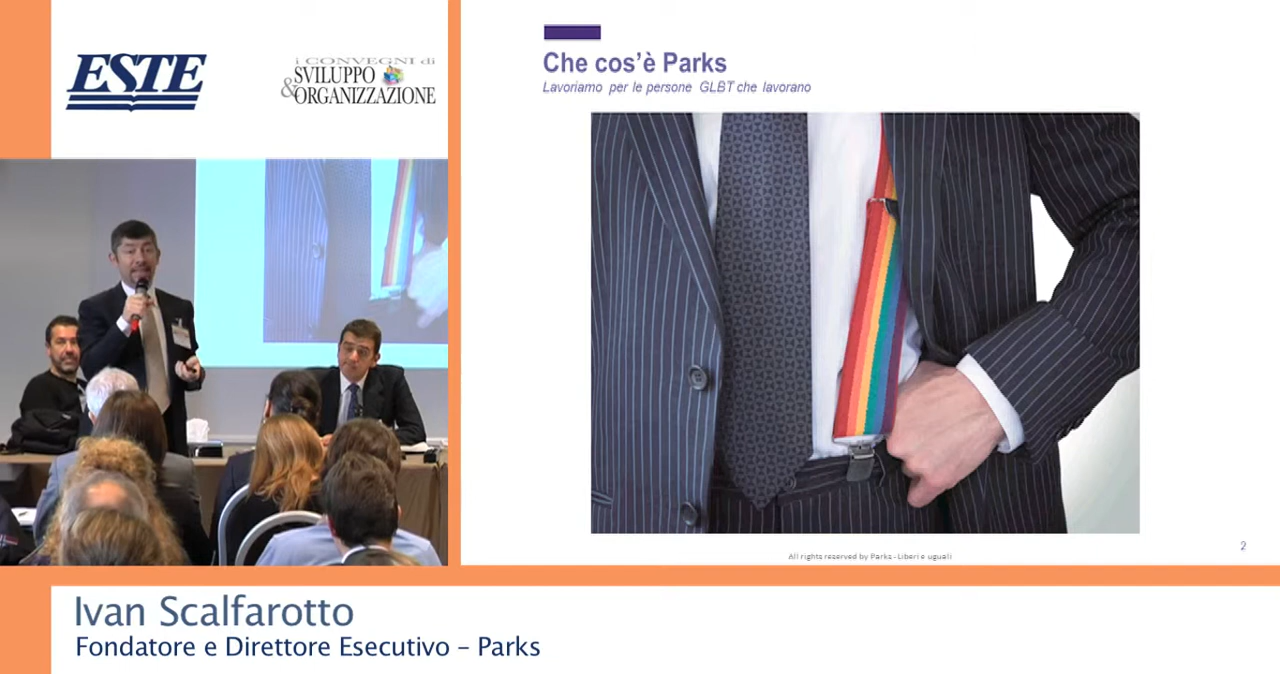 ESTE
i CONVEGNI di
SVILUPPO
&ORGANIZZAZIONE
Che cos'è Parks
Lavoriamo per le persone GLBT che lavorano
All rights reserved by Parks - Liberi e uguali
2
Ivan Scalfarotto
Fondatore e Direttore Esecutivo – Parks